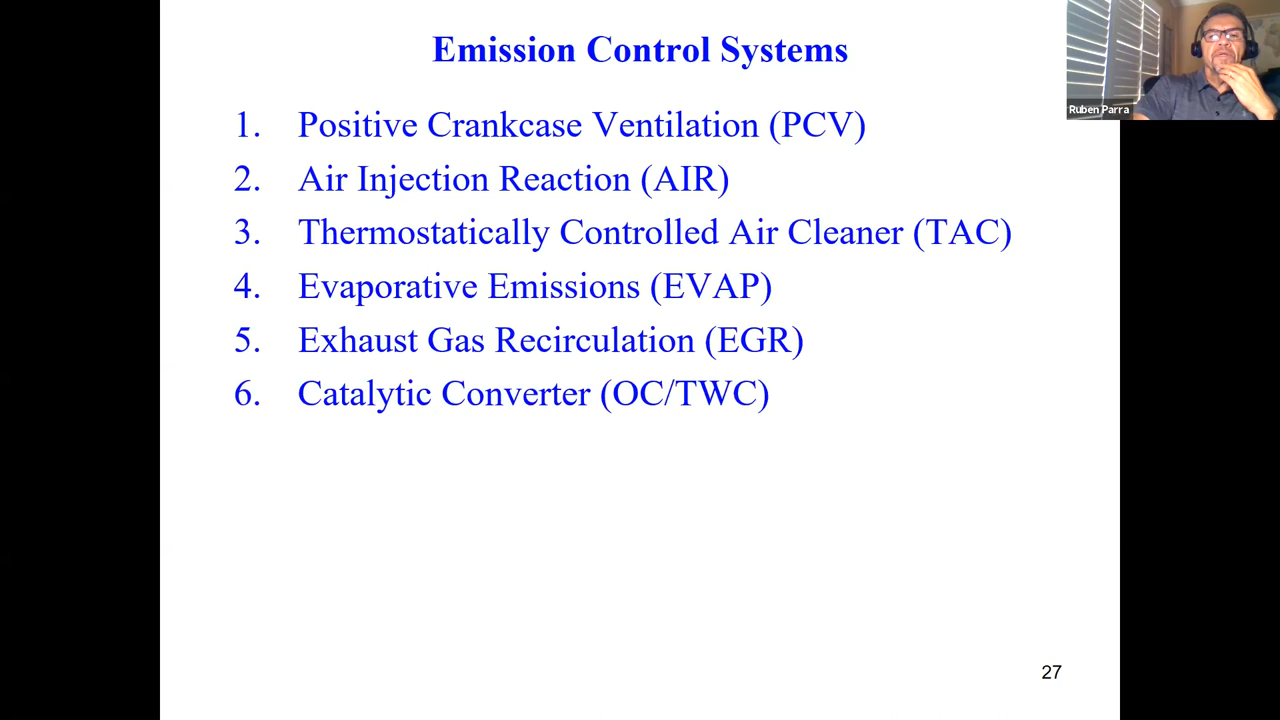 Emission Control Systems
Ruben Parra
1. Positive Crankcase Ventilation (PCV)
2. Air Injection Reaction (AIR)
3. Thermostatically Controlled Air Cleaner (TAC)
4. Evaporative Emissions (EVAP)
5. Exhaust Gas Recirculation (EGR)
6. Catalytic Converter (OC/TWC)
27